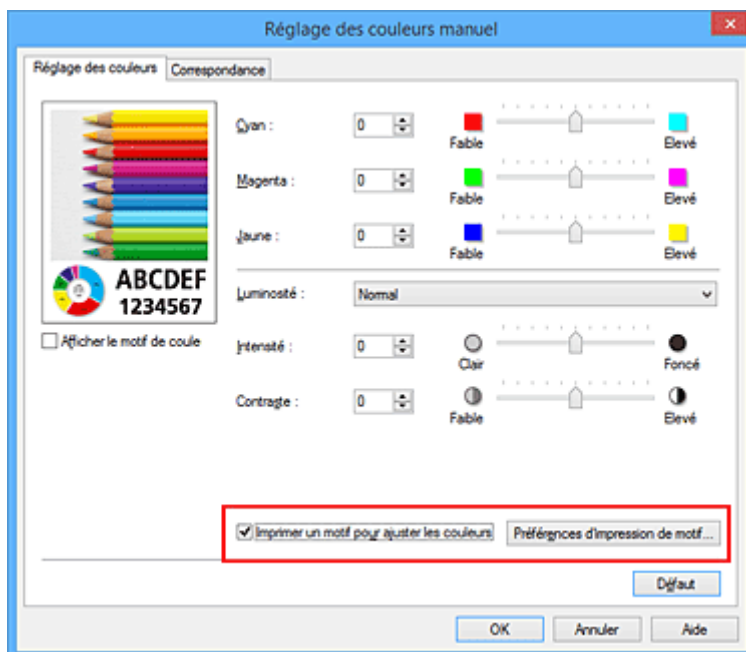 Réglage des couleurs manuel
Réglage des couleurs Correspondance
Cyan : 0 Fable Elevé
Magenta : 0 Fable Elevé
Jaune : 0 Fable Elevé
ABCDEF
1234567
Afficher le motif de coule
Luminosité : Normal
Intensité : 0 Clair Foncé
Contraste : 0 Faible Elevé
Imprimer un motif pour ajuster les couleurs Préférences d'impression de motif...
Défaut
OK Annuler Aide